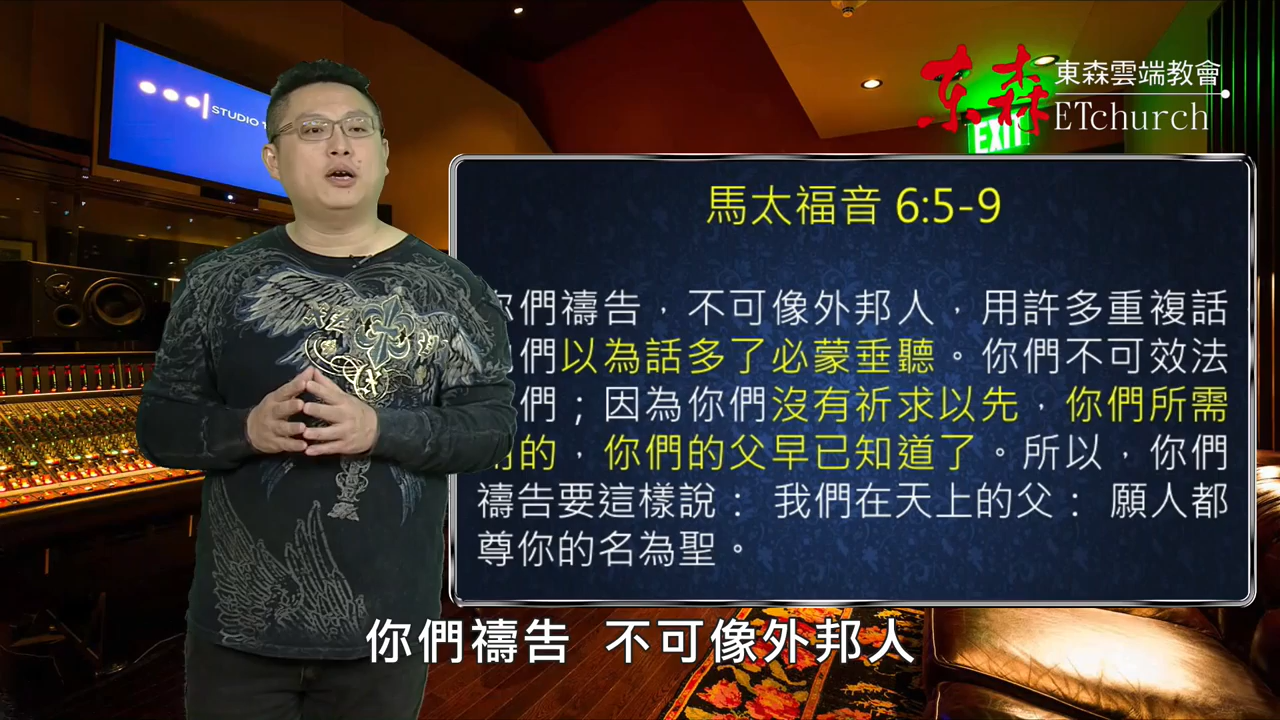 STUDIO
东森 東森雲端教會
ETchurch
EXIT
馬太福音 6:5-9
們禱告，不可像外邦人，用許多重複話
們以為話多了必蒙垂聽。你們不可效法
們；因為你們沒有祈求以先，你們所需
的，你們的父早已知道了。所以，你們
禱告要這樣說： 我們在天上的父： 願人都
尊你的名為聖。
你們禱告 不可像外邦人